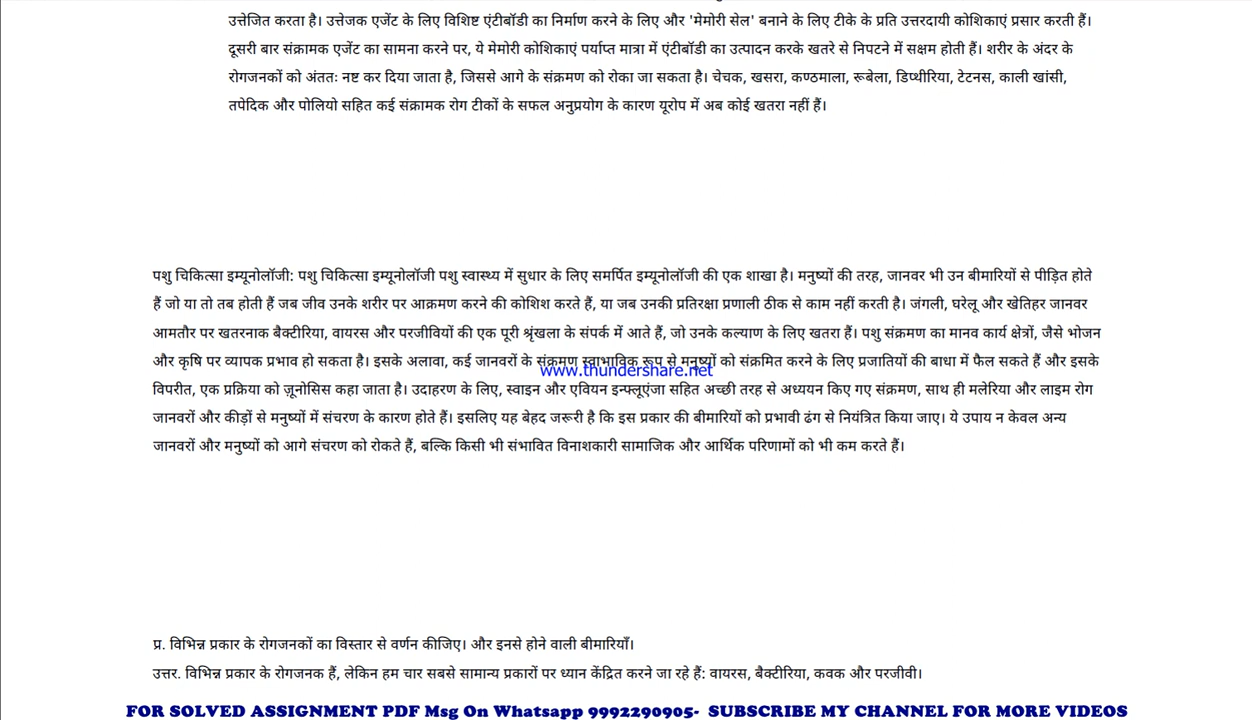 उत्तेजित करता है। उत्तेजक एजेंट के लिए विशिष्ट एंटीबॉडी का निर्माण करने के लिए और 'मेमोरी सेल' बनाने के लिए टीके के प्रति उत्तरदायी कोशिकाएं प्रसार करती हैं।
दूसरी बार संक्रामक एजेंट का सामना करने पर, ये मेमोरी कोशिकाएं पर्याप्त मात्रा में एंटीबॉडी का उत्पादन करके खतरे से निपटने में सक्षम होती हैं। शरीर के अंदर के
रोगजनकों को अंततः नष्ट कर दिया जाता है, जिससे आगे के संक्रमण को रोका जा सकता है। चेचक, खसरा, कण्ठमाला, रूबेला, डिप्थीरिया, टेटनस, काली खांसी,
तपेदिक और पोलियो सहित कई संक्रामक रोग टीकों के सफल अनुप्रयोग के कारण यूरोप में अब कोई खतरा नहीं हैं।
पशु चिकित्सा इम्यूनोलॉजी: पशु चिकित्सा इम्यूनोलॉजी पशु स्वास्थ्य में सुधार के लिए समर्पित इम्यूनोलॉजी की एक शाखा है। मनुष्यों की तरह, जानवर भी उन बीमारियों से पीड़ित होते
हैं जो या तो तब होती हैं जब जीव उनके शरीर पर आक्रमण करने की कोशिश करते हैं, या जब उनकी प्रतिरक्षा प्रणाली ठीक से काम नहीं करती है। जंगली, घरेलू और खेतिहर जानवर
आमतौर पर खतरनाक बैक्टीरिया, वायरस और परजीवियों की एक पूरी श्रृंखला के संपर्क में आते हैं, जो उनके कल्याण के लिए खतरा हैं। पशु संक्रमण का मानव कार्य क्षेत्रों, जैसे भोजन
और कृषि पर व्यापक प्रभाव हो सकता है। इसके अलावा, कई जानवरों के संक्रमण स्वाभाविक रूप से मनुष्यों को संक्रमित करने के लिए प्रजातियों की बाधा में फैल सकते हैं और इसके
www.thundershare.net
विपरीत, एक प्रक्रिया को ज़ूनोसिस कहा जाता है। उदाहरण के लिए, स्वाइन और एवियन इन्फ्लूएंजा सहित अच्छी तरह से अध्ययन किए गए संक्रमण, साथ ही मलेरिया और लाइम रोग
जानवरों और कीड़ों से मनुष्यों में संचरण के कारण होते हैं। इसलिए यह बेहद जरूरी है कि इस प्रकार की बीमारियों को प्रभावी ढंग से नियंत्रित किया जाए। ये उपाय न केवल अन्य
जानवरों और मनुष्यों को आगे संचरण को रोकते हैं, बल्कि किसी भी संभावित विनाशकारी सामाजिक और आर्थिक परिणामों को भी कम करते हैं।
प्र. विभिन्न प्रकार के रोगजनकों का विस्तार से वर्णन कीजिए। और इनसे होने वाली बीमारियाँ।
उत्तर. विभिन्न प्रकार के रोगजनक हैं, लेकिन हम चार सबसे सामान्य प्रकारों पर ध्यान केंद्रित करने जा रहे हैं: वायरस, बैक्टीरिया, कवक और परजीवी।
FOR SOLVED ASSIGNMENT PDF Msg On Whatsapp 9992290905- SUBSCRIBE MY CHANNEL FOR MORE VIDEOS